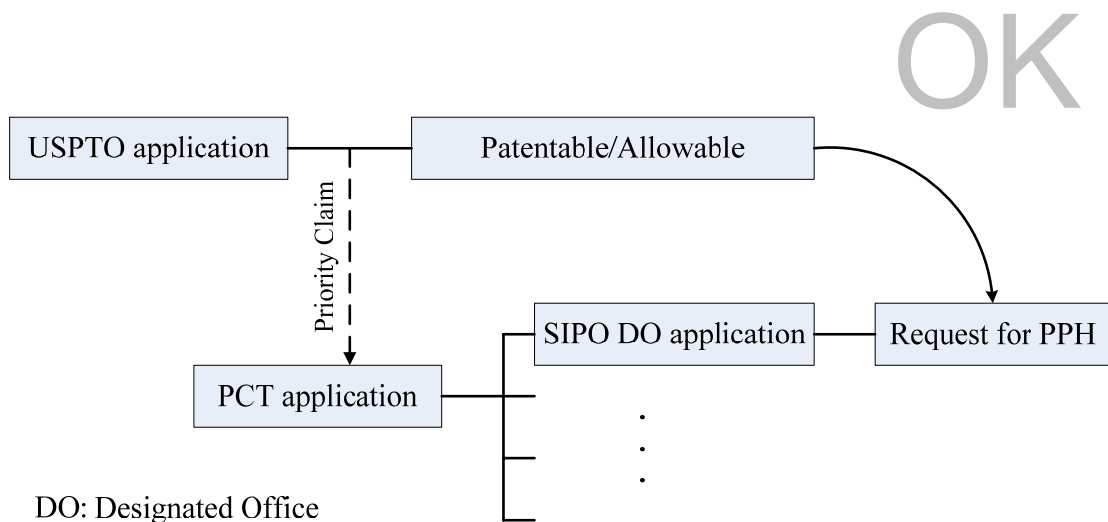 OK
USPTO application
Patentable/Allowable
Priority Claim
SIPO DO application
Request for PPH
PCT application
DO: Designated Office